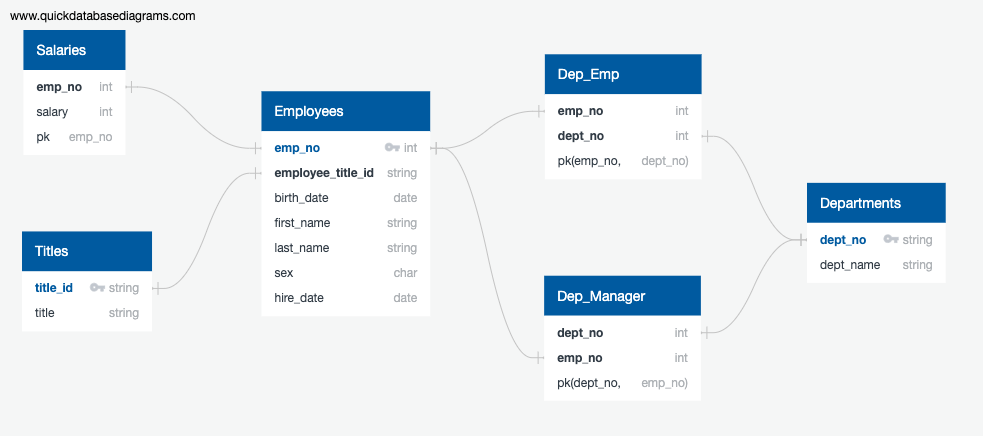 www.quickdatabasediagrams.com
Salaries
emp_no int
salary int
pk emp_no
Titles
title_id string
title string
Employees
emp_no int
employee_title_id string
birth_date date
first_name string
last_name string
sex char
hire_date date
Dep_Emp
emp_no int
dept_no int
pk(emp_no, dept_no)
Dep_Manager
dept_no int
emp_no int
pk(dept_no, emp_no)
Departments
dept_no string
dept_name string